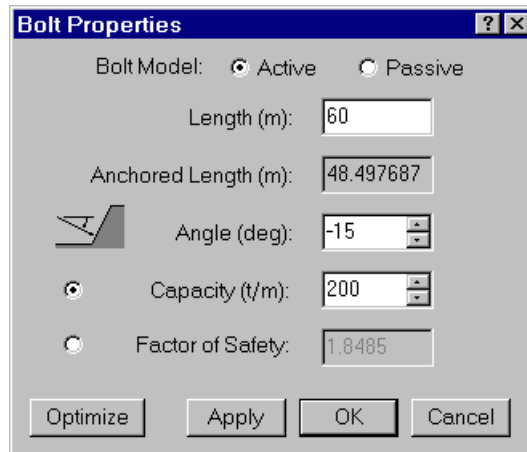 Bolt Properties
Bolt Model: Active Passive
Length (m): 60
Anchored Length (m): 48.497687
Angle (deg): -15
Capacity (t/m): 200
Factor of Safety: 1.8485
Optimize Apply OK Cancel